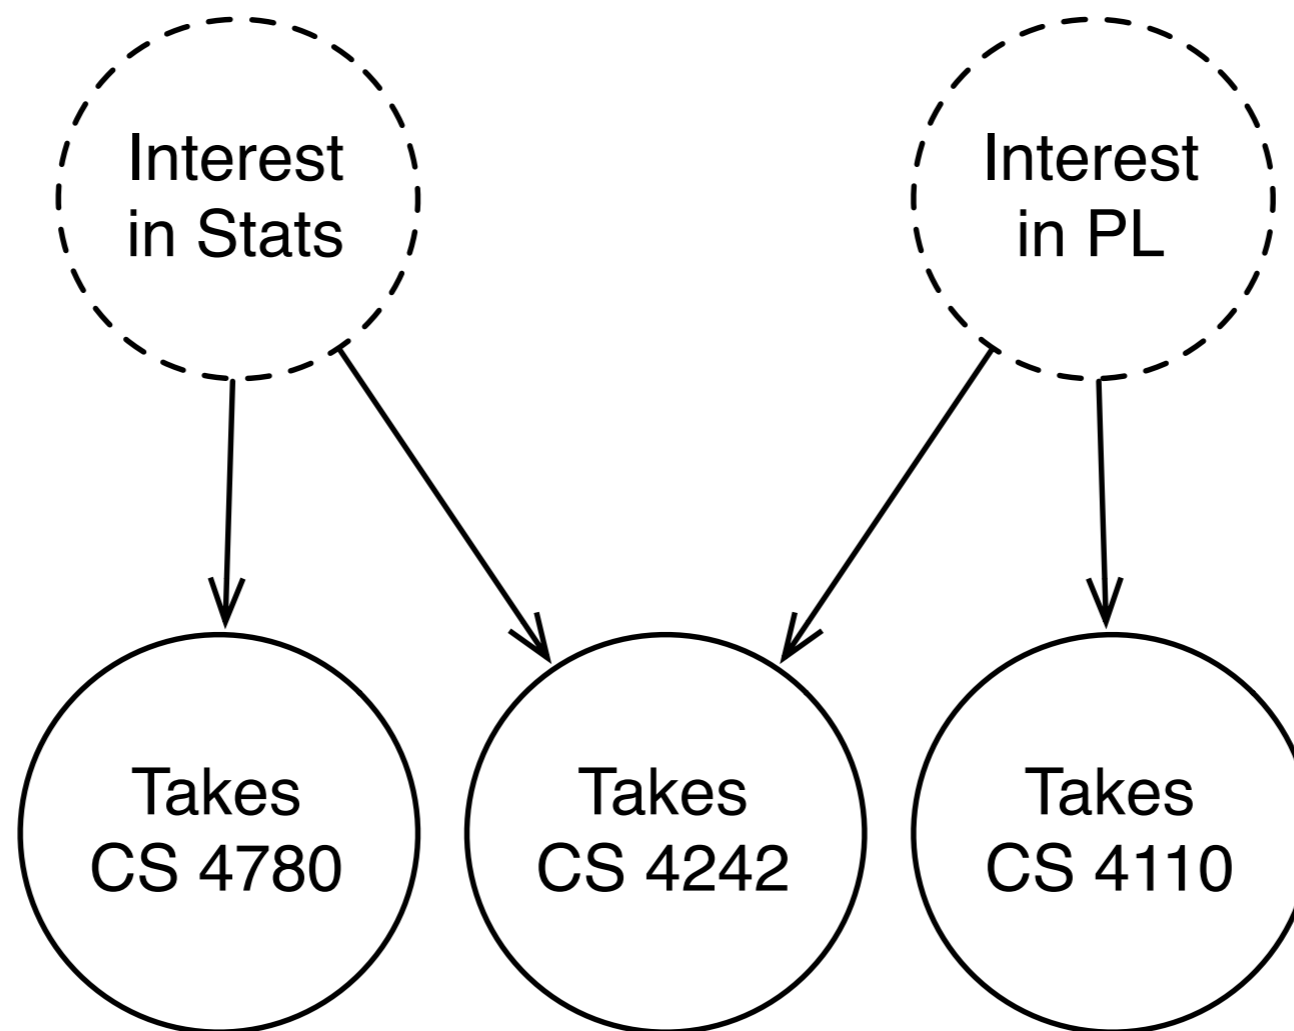 Interest
in Stats
Interest
in PL
Takes
CS 4780
Takes
CS 4242
Takes
CS 4110